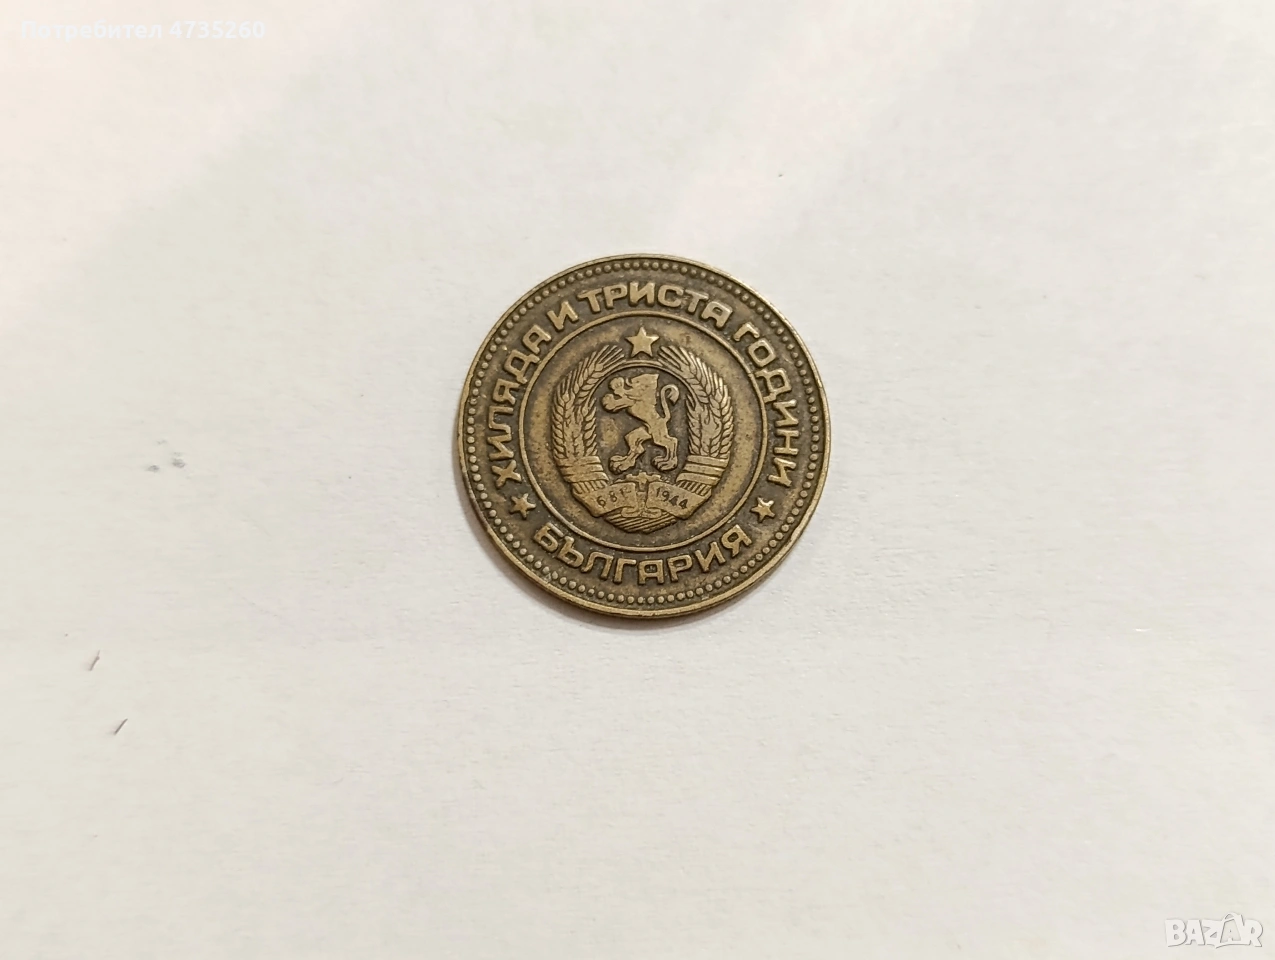 Потребител 4735260
ХИЛЯДА И ТРИСТА ГОДИНИ
681 1944
БЪЛГАРИЯ
BAZAR